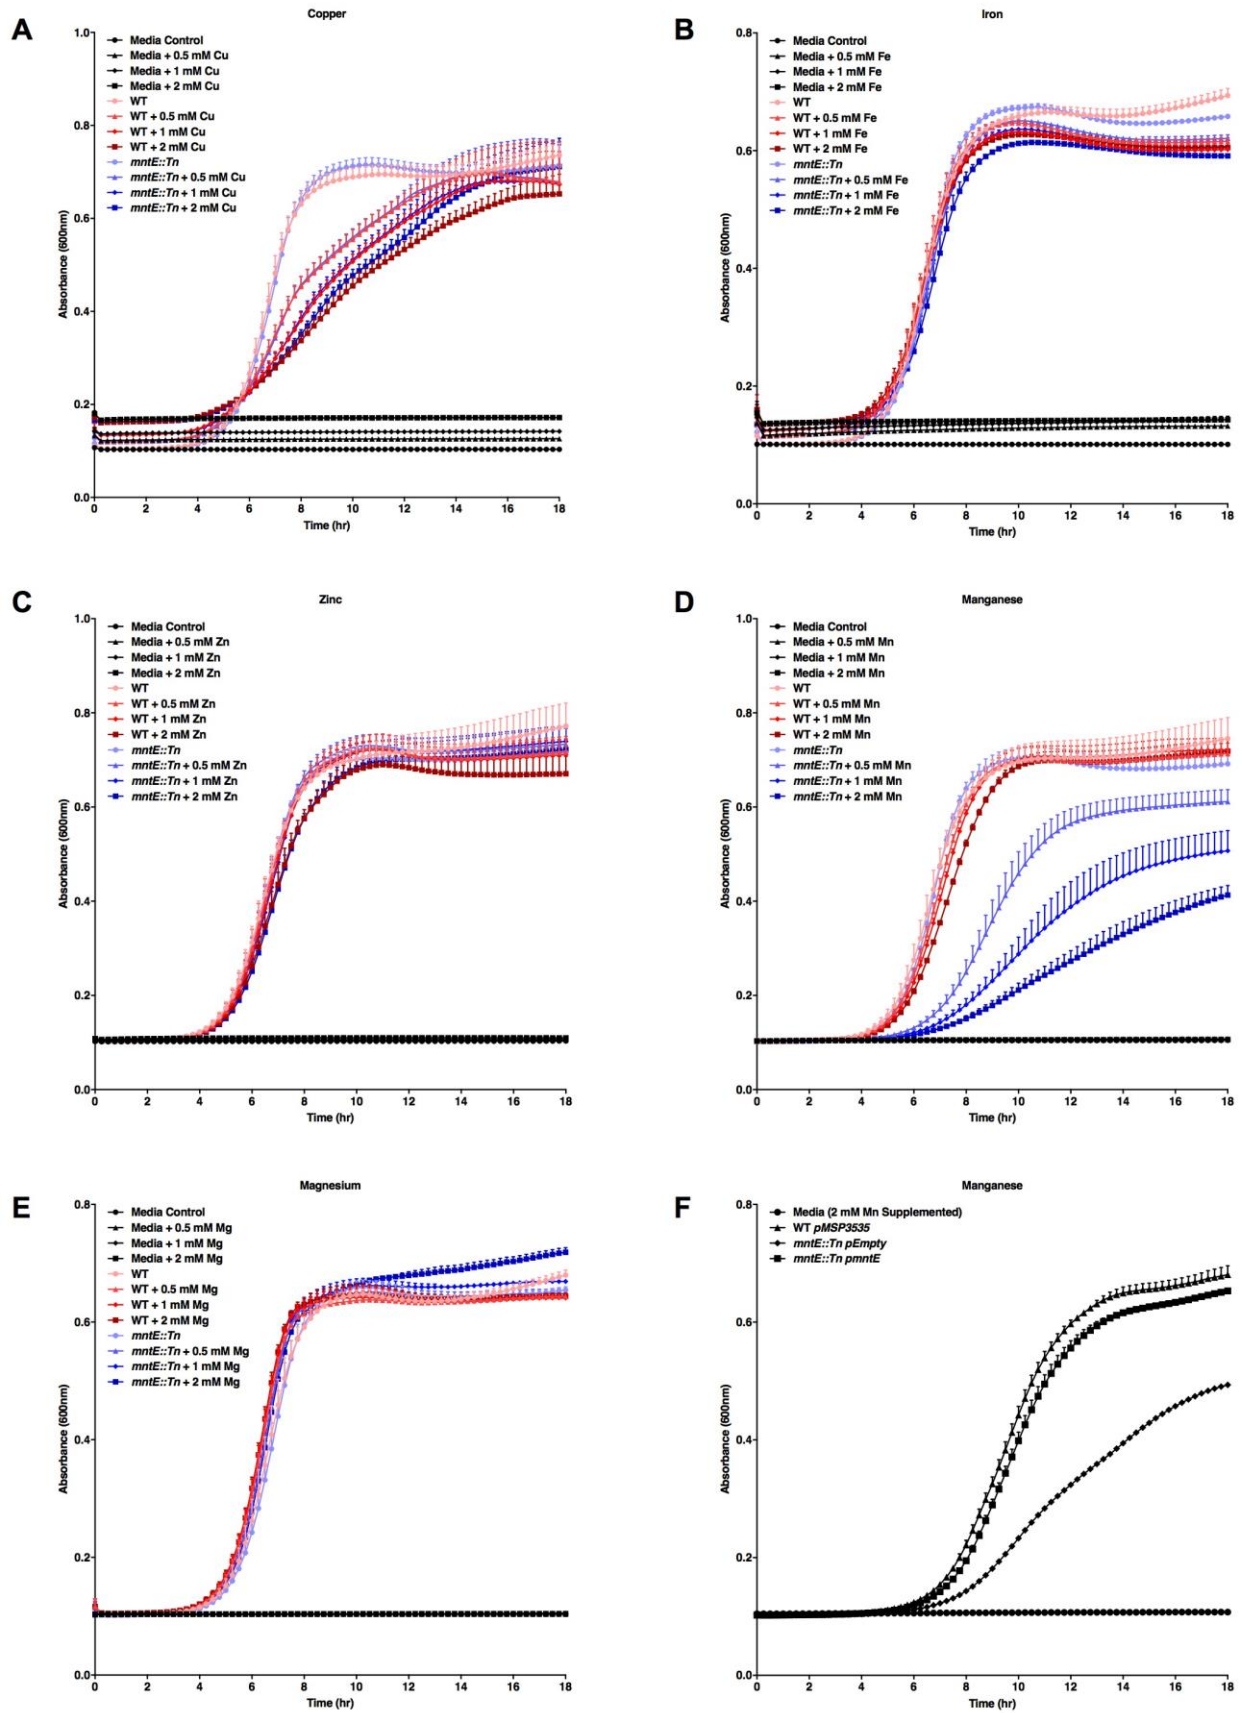 A
Copper
Absorbance (600nm)
1.0
0.8
0.6
0.4
0.2
0.0
Media Control
Media + 0.5 mM Cu
Media + 1 mM Cu
Media + 2 mM Cu
WT
WT + 0.5 mM Cu
WT + 1 mM Cu
WT + 2 mM Cu
mntE::Tn
mntE::Tn + 0.5 mM Cu
mntE::Tn + 1 mM Cu
mntE::Tn + 2 mM Cu
0 2 4 6 8 10 12 14 16 18
Time (hr)
B
Iron
Absorbance (600nm)
0.8
0.6
0.4
0.2
0.0
Media Control
Media + 0.5 mM Fe
Media + 1 mM Fe
Media + 2 mM Fe
WT
WT + 0.5 mM Fe
WT + 1 mM Fe
WT + 2 mM Fe
mntE::Tn
mntE::Tn + 0.5 mM Fe
mntE::Tn + 1 mM Fe
mntE::Tn + 2 mM Fe
0 2 4 6 8 10 12 14 16 18
Time (hr)
C
Zinc
Absorbance (600nm)
1.0
0.8
0.6
0.4
0.2
0.0
Media Control
Media + 0.5 mM Zn
Media + 1 mM Zn
Media + 2 mM Zn
WT
WT + 0.5 mM Zn
WT + 1 mM Zn
WT + 2 mM Zn
mntE::Tn
mntE::Tn + 0.5 mM Zn
mntE::Tn + 1 mM Zn
mntE::Tn + 2 mM Zn
0 2 4 6 8 10 12 14 16 18
Time (hr)
D
Manganese
Absorbance (600nm)
1.0
0.8
0.6
0.4
0.2
0.0
Media Control
Media + 0.5 mM Mn
Media + 1 mM Mn
Media + 2 mM Mn
WT
WT + 0.5 mM Mn
WT + 1 mM Mn
WT + 2 mM Mn
mntE::Tn
mntE::Tn + 0.5 mM Mn
mntE::Tn + 1 mM Mn
mntE::Tn + 2 mM Mn
0 2 4 6 8 10 12 14 16 18
Time (hr)
E
Magnesium
Absorbance (600nm)
0.8
0.6
0.4
0.2
0.0
Media Control
Media + 0.5 mM Mg
Media + 1 mM Mg
Media + 2 mM Mg
WT
WT + 0.5 mM Mg
WT + 1 mM Mg
WT + 2 mM Mg
mntE::Tn
mntE::Tn + 0.5 mM Mg
mntE::Tn + 1 mM Mg
mntE::Tn + 2 mM Mg
0 2 4 6 8 10 12 14 16 18
Time (hr)
F
Manganese
Absorbance (600nm)
0.8
0.6
0.4
0.2
0.0
Media (2 mM Mn Supplemented)
WT pMSP3535
mntE::Tn pEmpty
mntE::Tn pmntE
0 2 4 6 8 10 12 14 16 18
Time (hr)